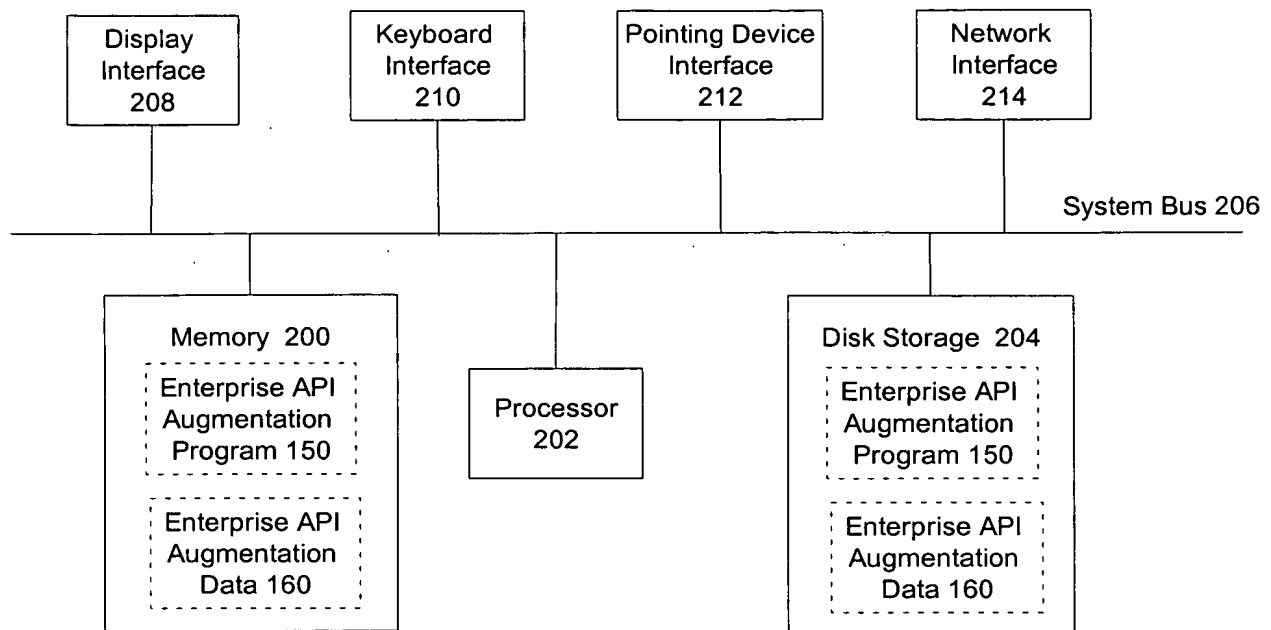 Display
Interface
208
Keyboard
Interface
210
Pointing Device
Interface
212
Network
Interface
214
System Bus 206
Memory 200
Enterprise API
Augmentation
Program 150
Enterprise API
Augmentation
Data 160
Processor
202
Disk Storage 204
Enterprise API
Augmentation
Program 150
Enterprise API
Augmentation
Data 160